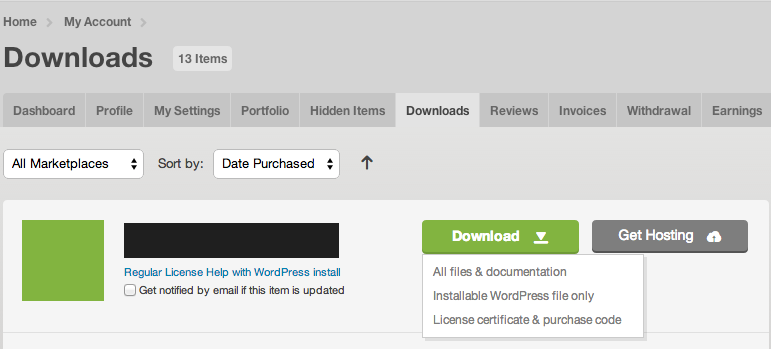 Home My Account
Downloads 13 Items
Dashboard Profile My Settings Portfolio Hidden Items Downloads Reviews Invoices Withdrawal Earnings
All Marketplaces Sort by: Date Purchased
Download Get Hosting
Regular License Help with WordPress install
Get notified by email if this item is updated
All files & documentation
Installable WordPress file only
License certificate & purchase code